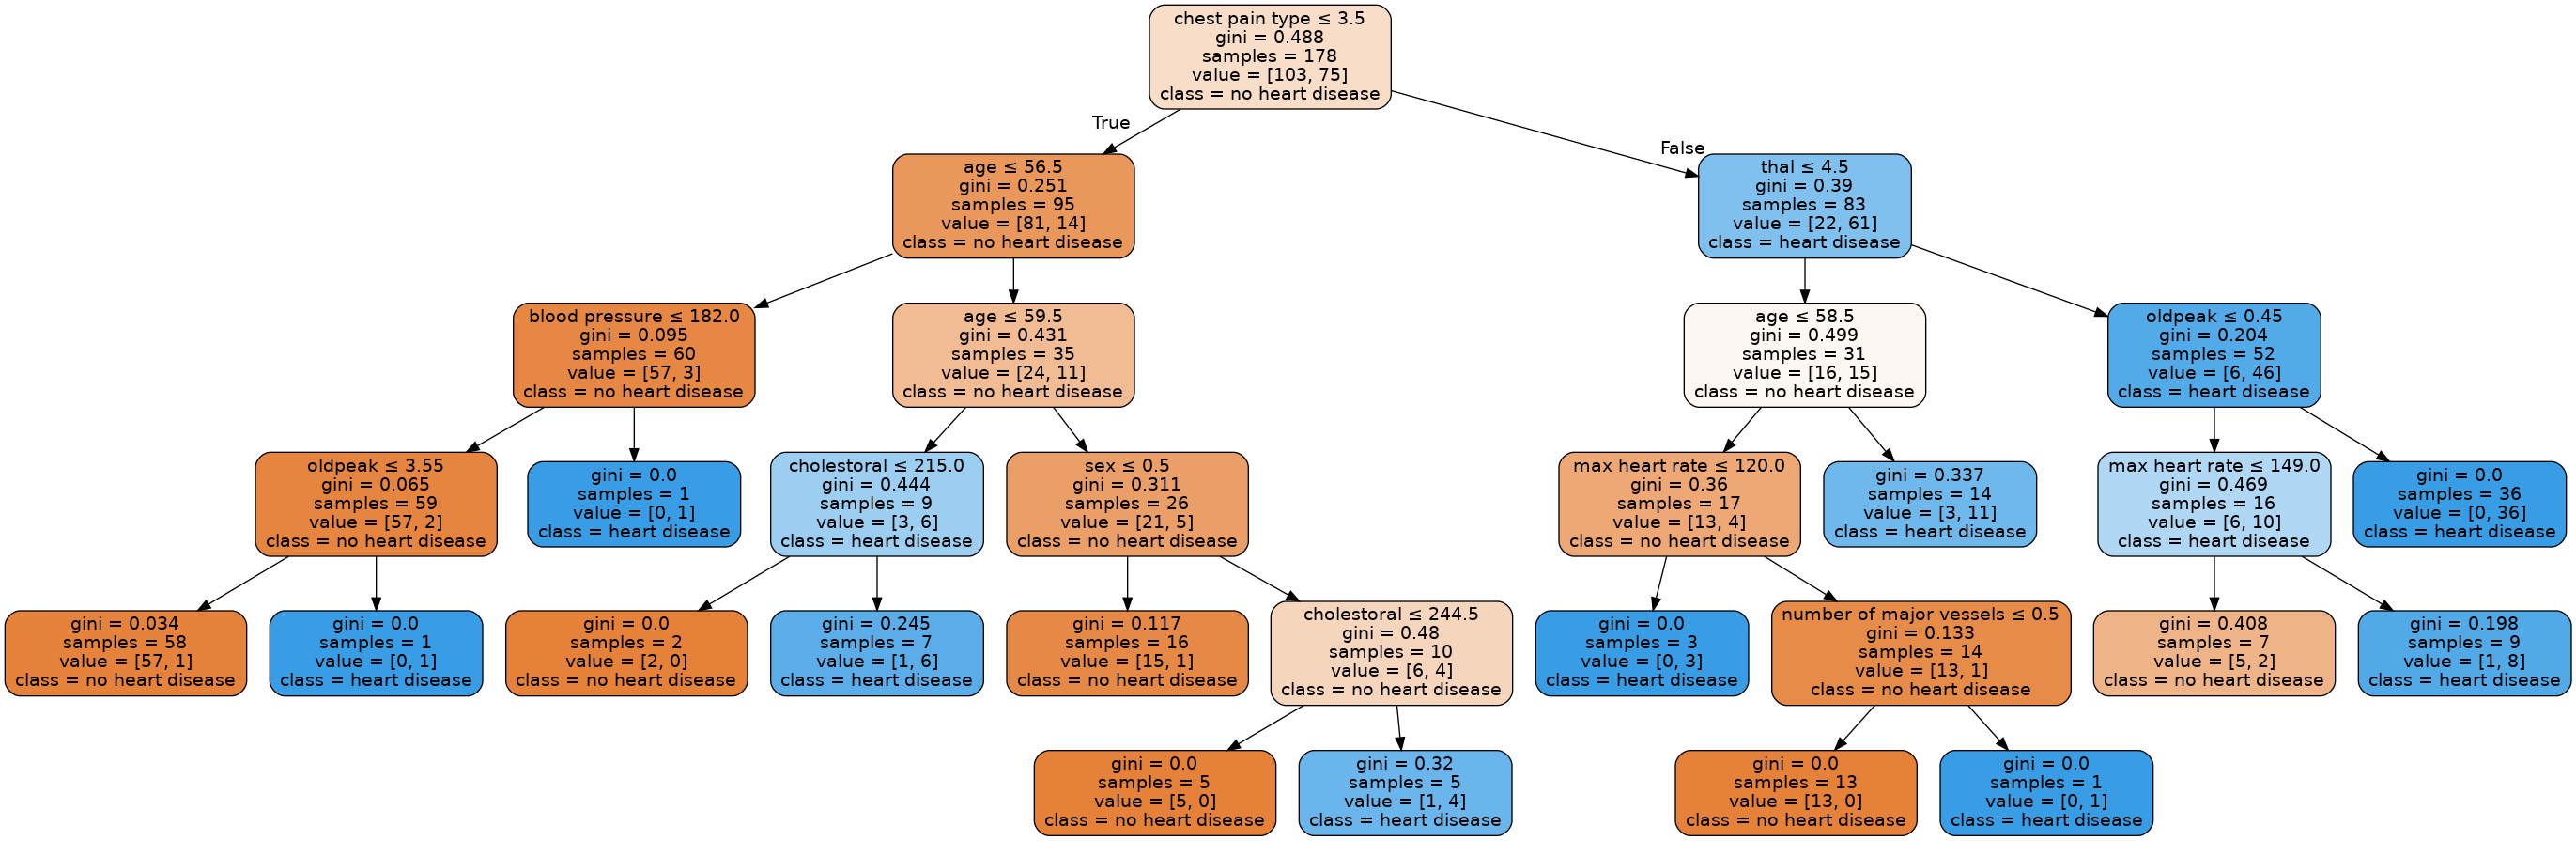 chest pain type ≤ 3.5
gini = 0.488
samples = 178
value = [103, 75]
class = no heart disease
True
False
age ≤ 56.5
gini = 0.251
samples = 95
value = [81, 14]
class = no heart disease
thal ≤ 4.5
gini = 0.39
samples = 83
value = [22, 61]
class = heart disease
blood pressure ≤ 182.0
gini = 0.095
samples = 60
value = [57, 3]
class = no heart disease
age ≤ 59.5
gini = 0.431
samples = 35
value = [24, 11]
class = no heart disease
age ≤ 58.5
gini = 0.499
samples = 31
value = [16, 15]
class = no heart disease
oldpeak ≤ 0.45
gini = 0.204
samples = 52
value = [6, 46]
class = heart disease
oldpeak ≤ 3.55
gini = 0.065
samples = 59
value = [57, 2]
class = no heart disease
gini = 0.0
samples = 1
value = [0, 1]
class = heart disease
cholestoral ≤ 215.0
gini = 0.444
samples = 9
value = [3, 6]
class = heart disease
sex ≤ 0.5
gini = 0.311
samples = 26
value = [21, 5]
class = no heart disease
max heart rate ≤ 120.0
gini = 0.36
samples = 17
value = [13, 4]
class = no heart disease
gini = 0.337
samples = 14
value = [3, 11]
class = heart disease
max heart rate ≤ 149.0
gini = 0.469
samples = 16
value = [6, 10]
class = heart disease
gini = 0.0
samples = 36
value = [0, 36]
class = heart disease
gini = 0.034
samples = 58
value = [57, 1]
class = no heart disease
gini = 0.0
samples = 1
value = [0, 1]
class = heart disease
gini = 0.0
samples = 2
value = [2, 0]
class = no heart disease
gini = 0.245
samples = 7
value = [1, 6]
class = heart disease
gini = 0.117
samples = 16
value = [15, 1]
class = no heart disease
cholestoral ≤ 244.5
gini = 0.48
samples = 10
value = [6, 4]
class = no heart disease
gini = 0.0
samples = 3
value = [0, 3]
class = heart disease
number of major vessels ≤ 0.5
gini = 0.133
samples = 14
value = [13, 1]
class = no heart disease
gini = 0.408
samples = 7
value = [5, 2]
class = no heart disease
gini = 0.198
samples = 9
value = [1, 8]
class = heart disease
gini = 0.0
samples = 5
value = [5, 0]
class = no heart disease
gini = 0.32
samples = 5
value = [1, 4]
class = heart disease
gini = 0.0
samples = 13
value = [13, 0]
class = no heart disease
gini = 0.0
samples = 1
value = [0, 1]
class = heart disease